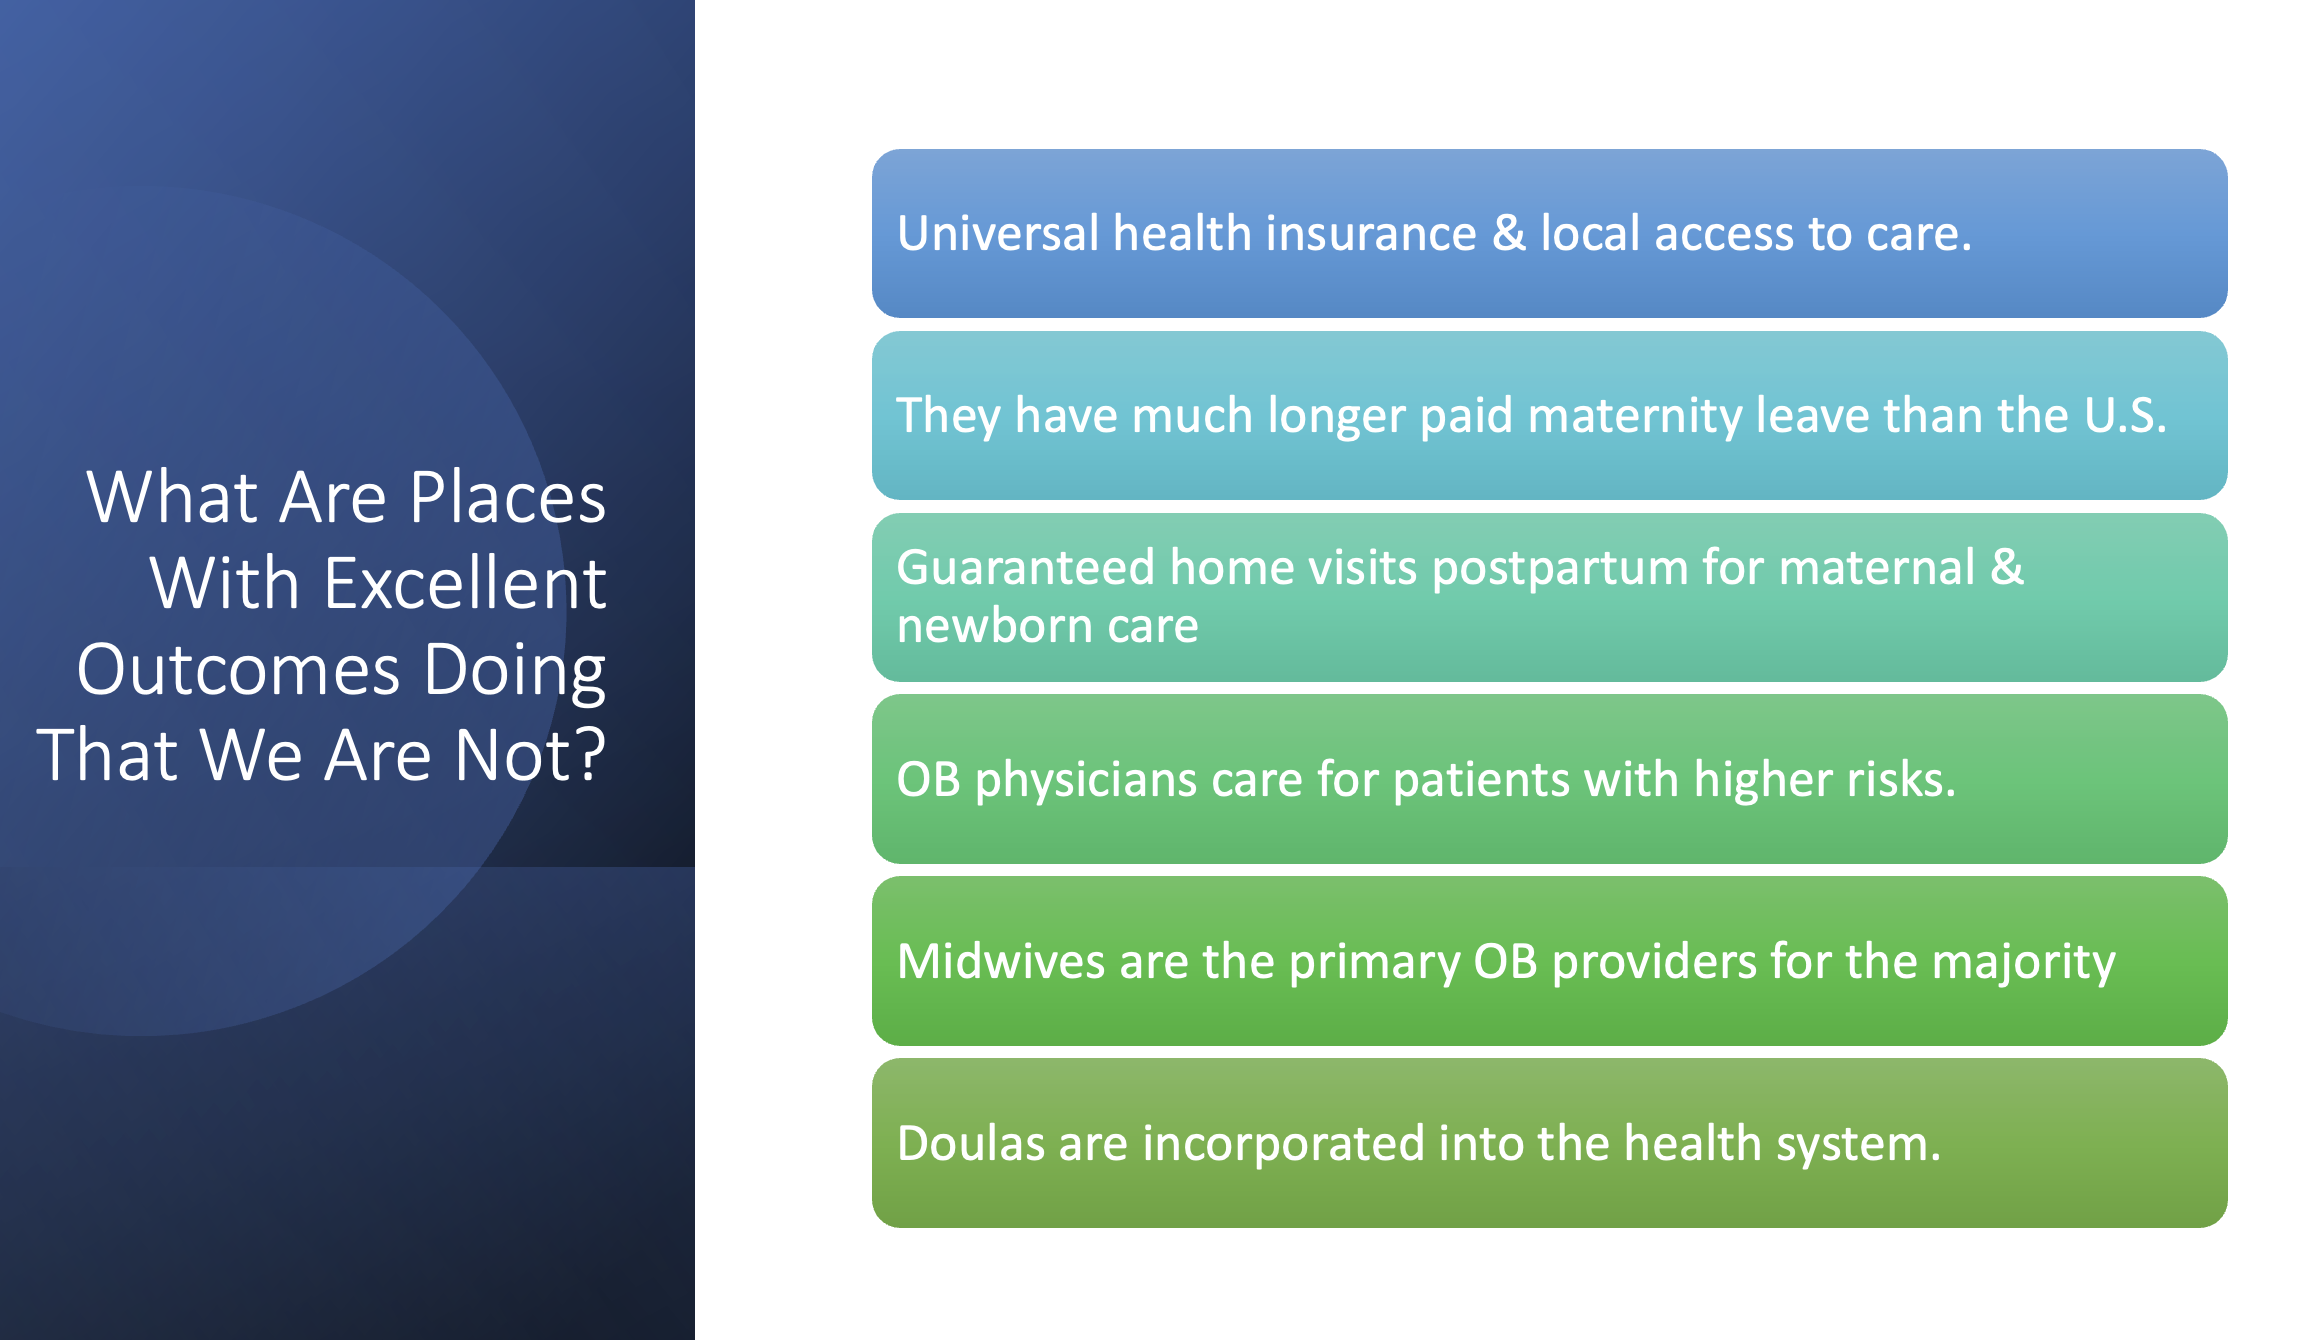 What Are Places
With Excellent
Outcomes Doing
That We Are Not?
Universal health insurance & local access to care.
They have much longer paid maternity leave than the U.S.
Guaranteed home visits postpartum for maternal &
newborn care
OB physicians care for patients with higher risks.
Midwives are the primary OB providers for the majority
Doulas are incorporated into the health system.